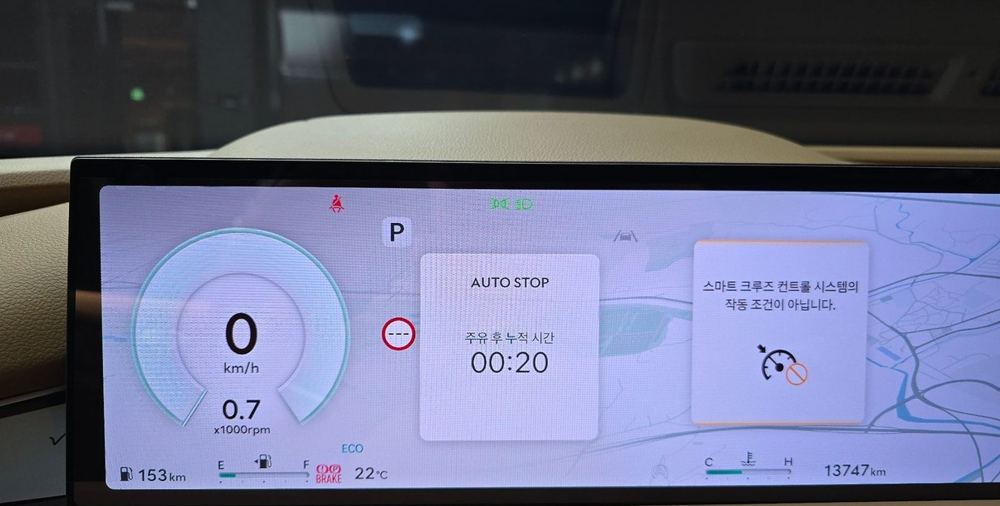 P
AUTO STOP
주유 후 누적 시간
00:20
스마트 크루즈 컨트롤 시스템의
작동 조건이 아닙니다.
0
km/h
0.7
x1000rpm
---
ECO
153km
E
F
BRAKE
22°C
C
H
13747km